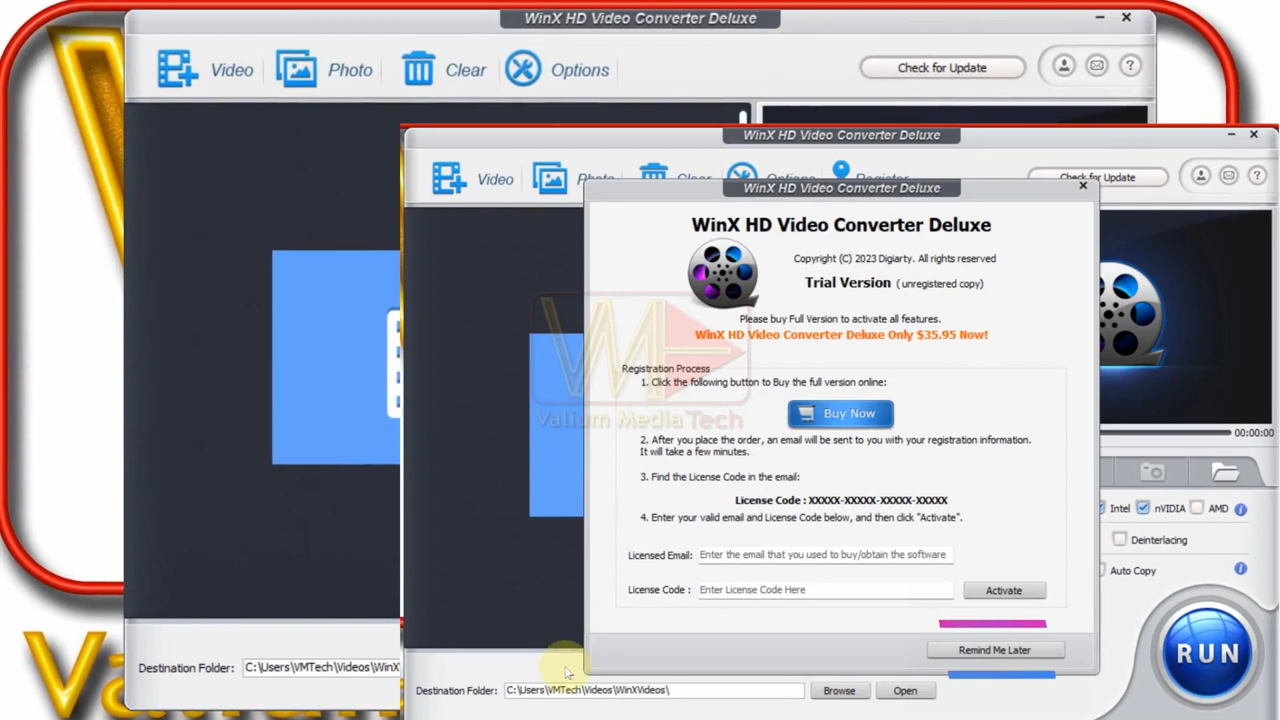 WinX HD Video Converter Deluxe
Video
Photo
Clear
Options
Check for Update
?
WinX HD Video Converter Deluxe
Video
Photo
Clear
Options
Register
Check for Update
?
WinX HD Video Converter Deluxe
WinX HD Video Converter Deluxe
Copyright (C) 2023 Digiarty. All rights reserved
Trial Version ( unregistered copy)
Please buy Full Version to activate all features.
WinX HD Video Converter Deluxe Only $35.95 Now!
Registration Process
1. Click the following button to Buy the full version online:
Buy Now
Valium Media Tech
2. After you place the order, an email will be sent to you with your registration information.
It will take a few minutes.
3. Find the License Code in the email:
License Code : XXXXX-XXXXX-XXXXX-XXXXX
4. Enter your valid email and License Code below, and then click "Activate".
Licensed Email: Enter the email that you used to buy/obtain the software
License Code : Enter License Code Here
Activate
Remind Me Later
00:00:00
Intel nVIDIA AMD
Deinterlacing
Auto Copy
RUN
Destination Folder: C:\Users\VMTech\Videos\WinX
Destination Folder: C:\Users\VMTech\Videos\WinXVideos\
Browse
Open